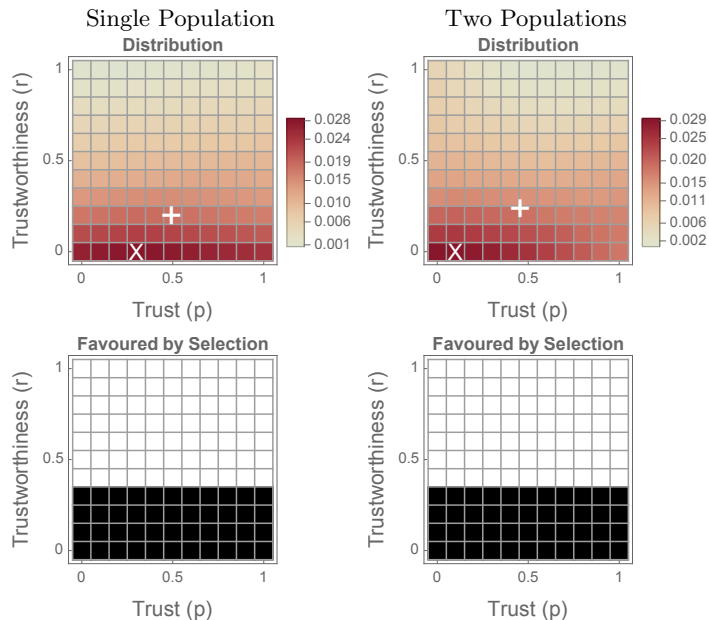 Single Population
Distribution
Trustworthiness (r)
1
0.5
0
0
0.5
1
Trust (p)
0.028
0.024
0.019
0.015
0.010
0.006
0.001
+
X
Two Populations
Distribution
Trustworthiness (r)
1
0.5
0
0
0.5
1
Trust (p)
0.029
0.025
0.020
0.015
0.011
0.006
0.002
+
X
Favoured by Selection
Trustworthiness (r)
1
0.5
0
0
0.5
1
Trust (p)
Favoured by Selection
Trustworthiness (r)
1
0.5
0
0
0.5
1
Trust (p)